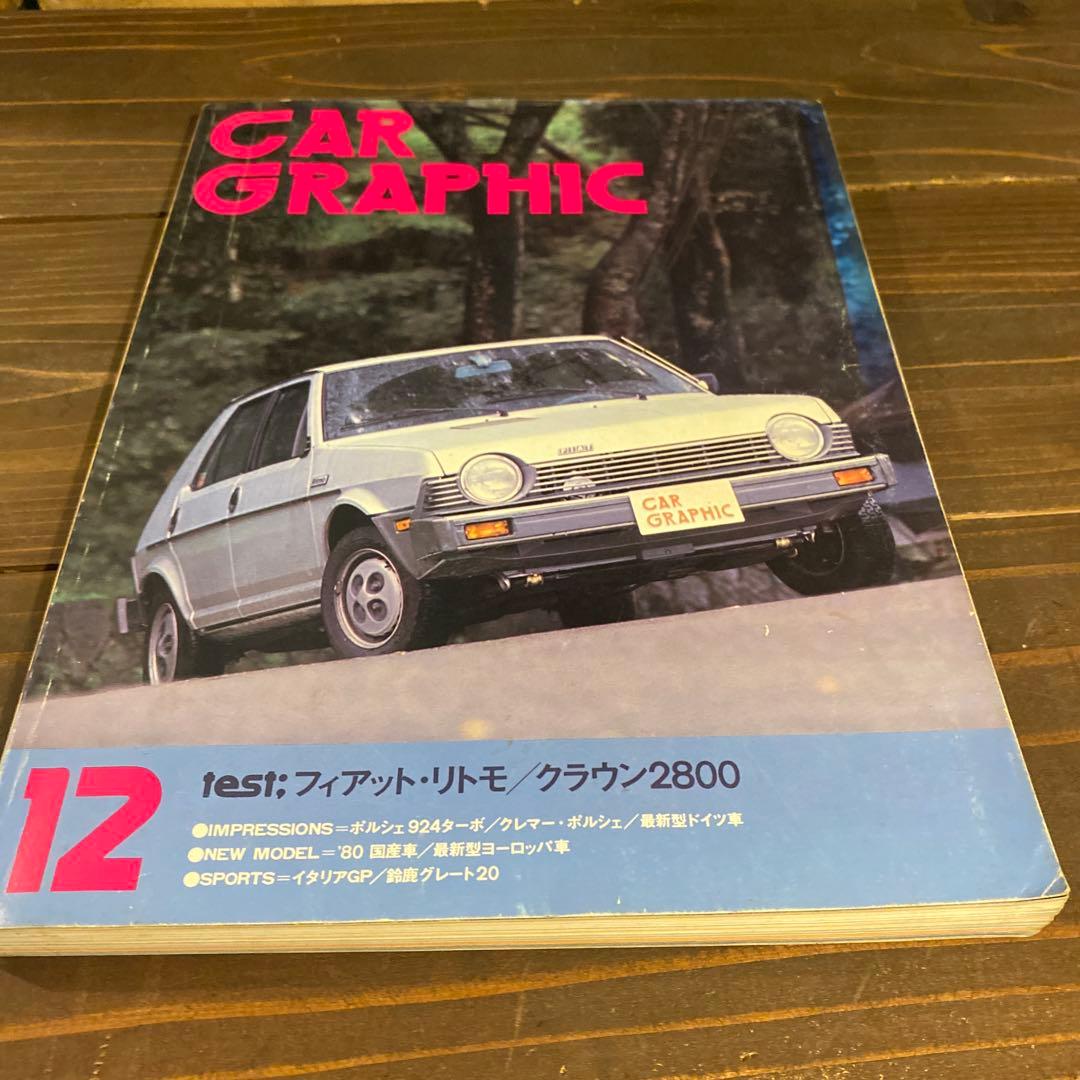 CAR
GRAPHIC
FIAT
CAR
GRAPHIC
12
test; フィアット・リトモ/クラウン2800
●IMPRESSIONS=ポルシェ924ターボ/クレマー・ポルシェ/最新型ドイツ車
●NEW MODEL='80 国産車/最新型ヨーロッパ車
●SPORTS=イタリアGP/鈴鹿グレート20